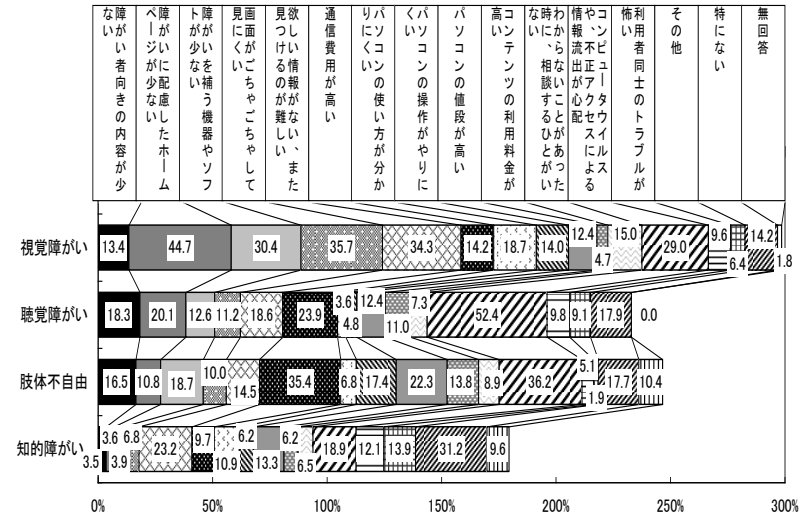 障がい者向きの内容が少
ない
障がいに配慮したホーム
ページが少ない
障がいを補う機器やソフ
トが少ない
画面がごちゃごちゃして
見にくい
欲しい情報がない、また
見つけるのが難しい
通信費用が高い
パソコンの使い方が分か
りにくい
パソコンの操作がやりに
くい
パソコンの値段が高い
コンテンツの利用料金が
高い
わからないことがあった
時に、相談するひとがい
ない
コンピュータウイルス
や、不正アクセスによる
情報流出が心配
利用者同士のトラブルが
怖い
その他
特にない
無回答
視覚障がい 13.4 44.7 30.4 35.7 34.3 14.2 18.7 14.0 12.4 4.7 15.0 29.0 9.6 6.4 14.2 1.8
聴覚障がい 18.3 20.1 12.6 11.2 18.6 23.9 3.6 4.8 12.4 11.0 7.3 52.4 9.8 9.1 17.9 0.0
肢体不自由 16.5 10.8 18.7 10.0 14.5 35.4 6.8 17.4 22.3 13.8 8.9 36.2 5.1 1.9 17.7 10.4
知的障がい 3.5 3.6 3.9 6.8 23.2 9.7 10.9 6.2 13.3 6.2 6.5 18.9 12.1 13.9 31.2 9.6
0% 50% 100% 150% 200% 250% 300%